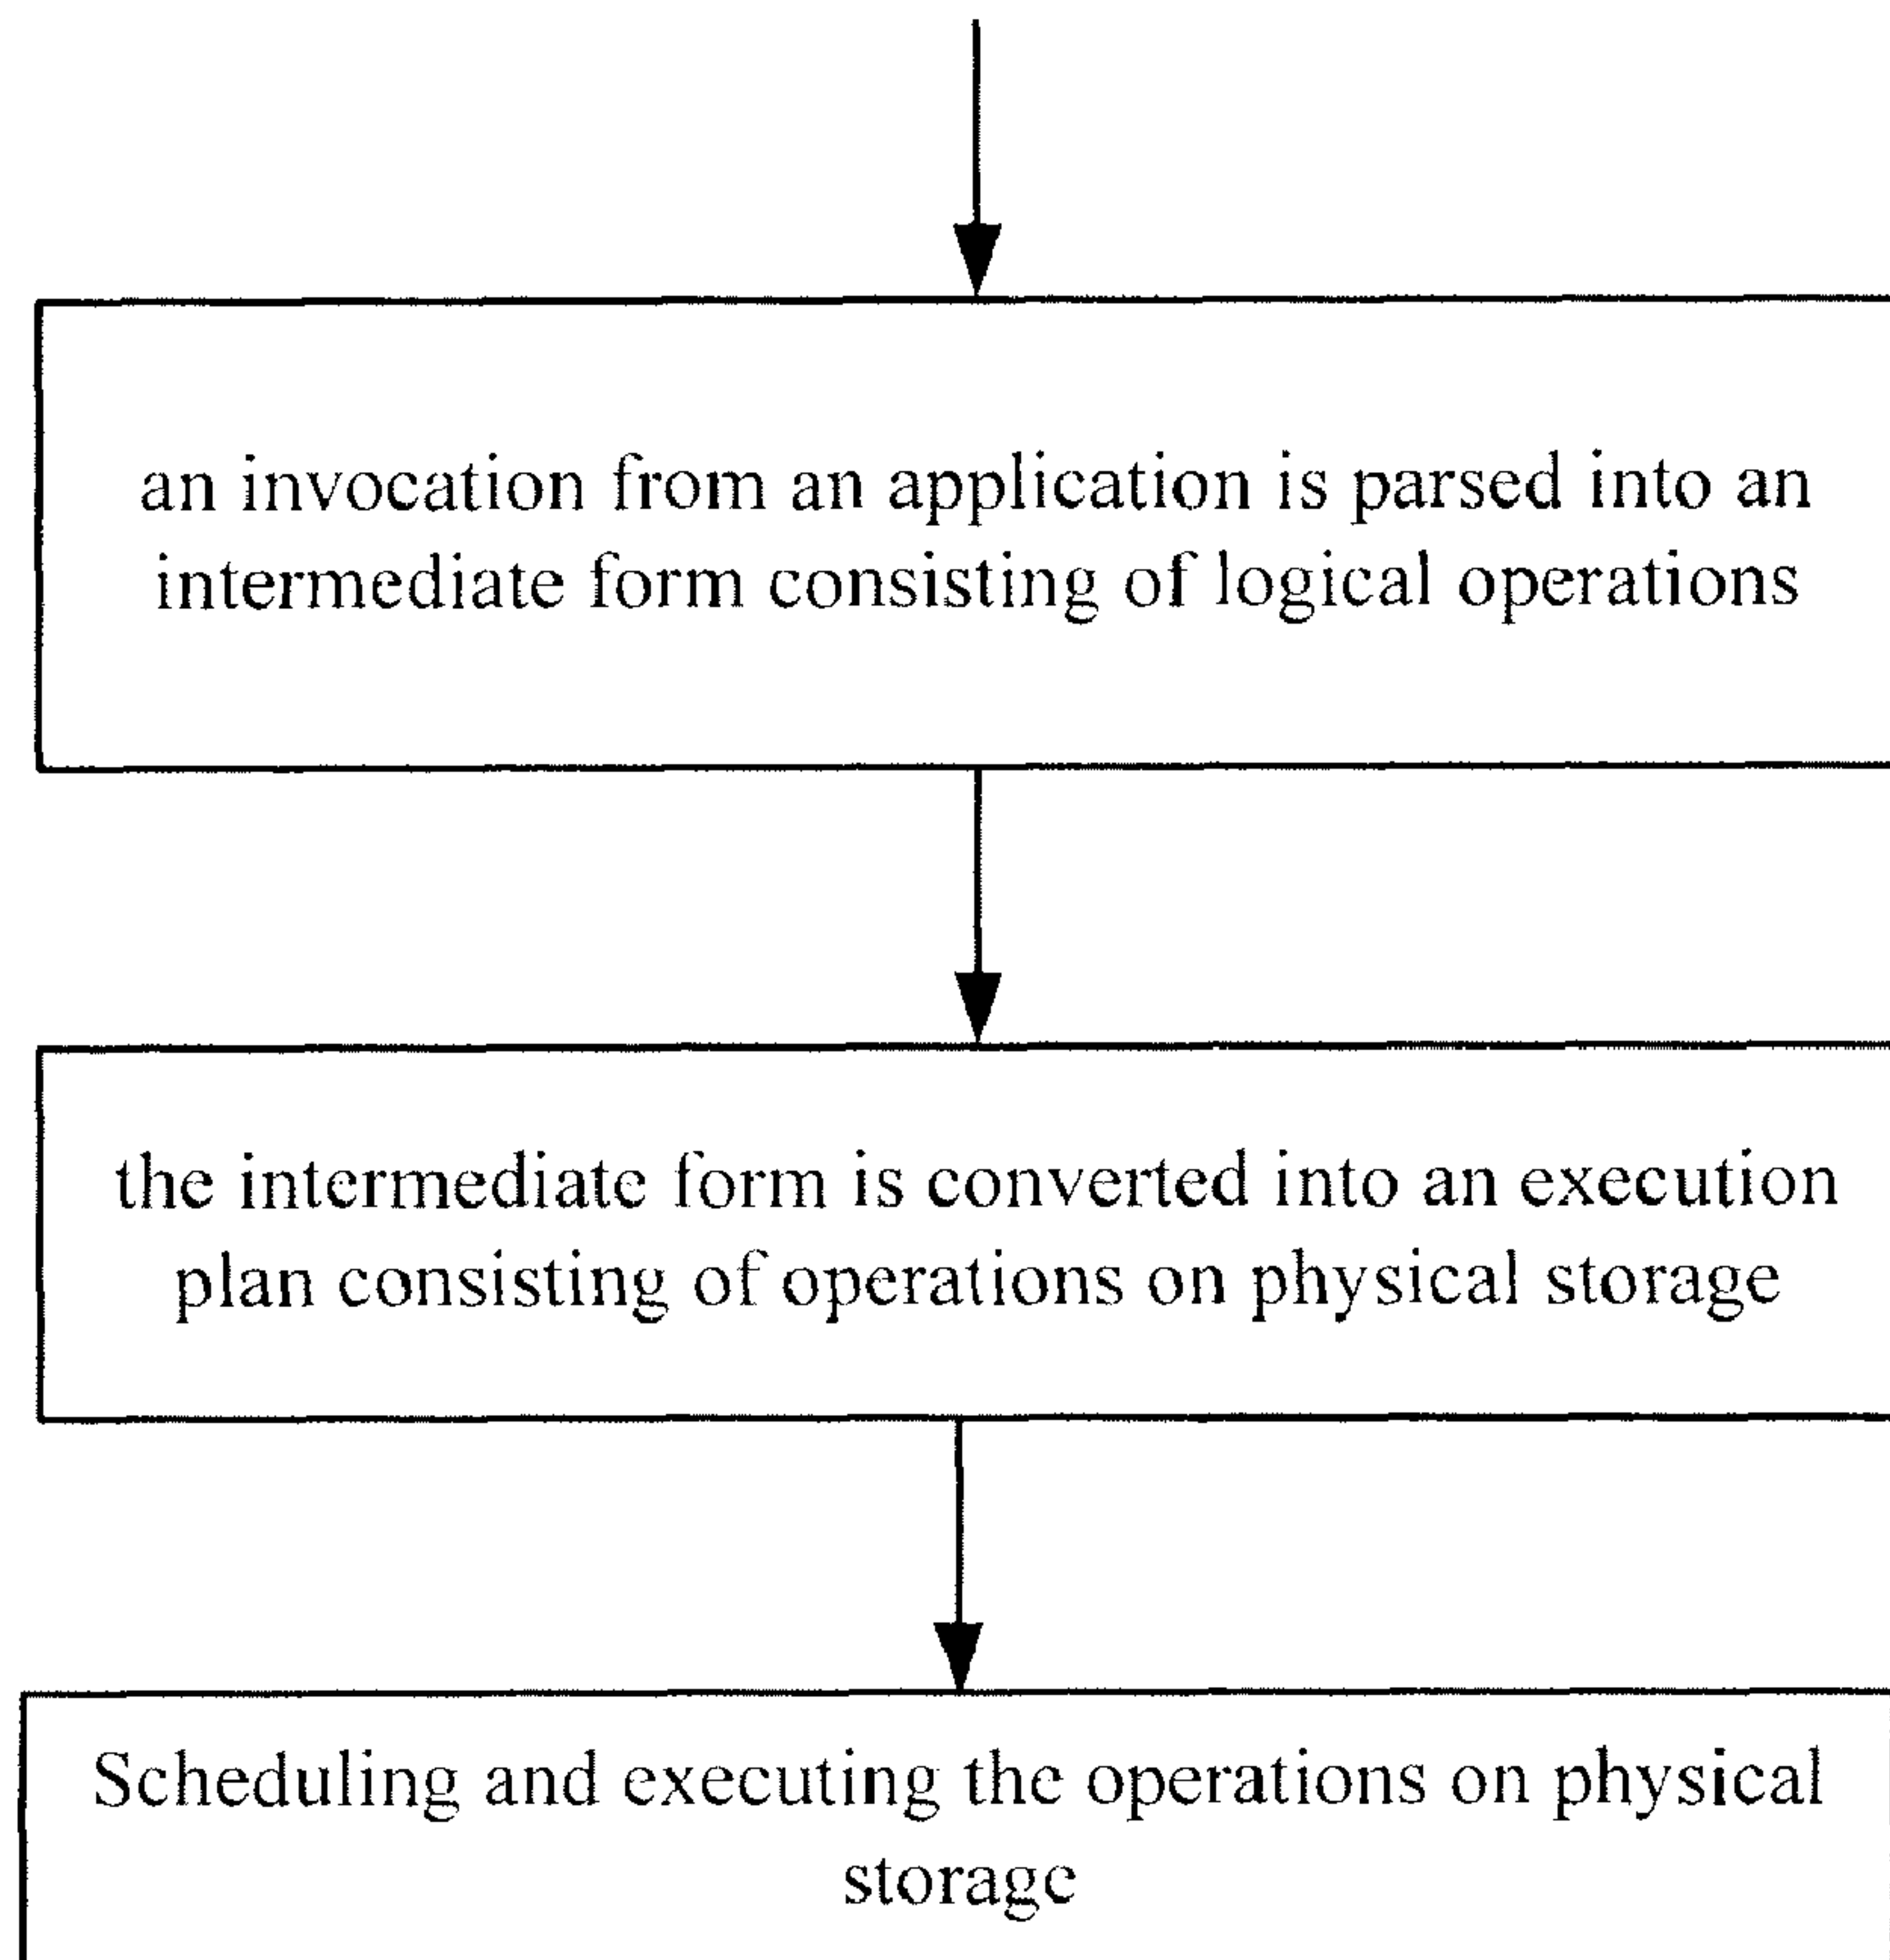 an invocation from an application is parsed into an
intermediate form consisting of logical operations
the intermediate form is converted into an execution
plan consisting of operations on physical storage
Scheduling and executing the operations on physical
storage